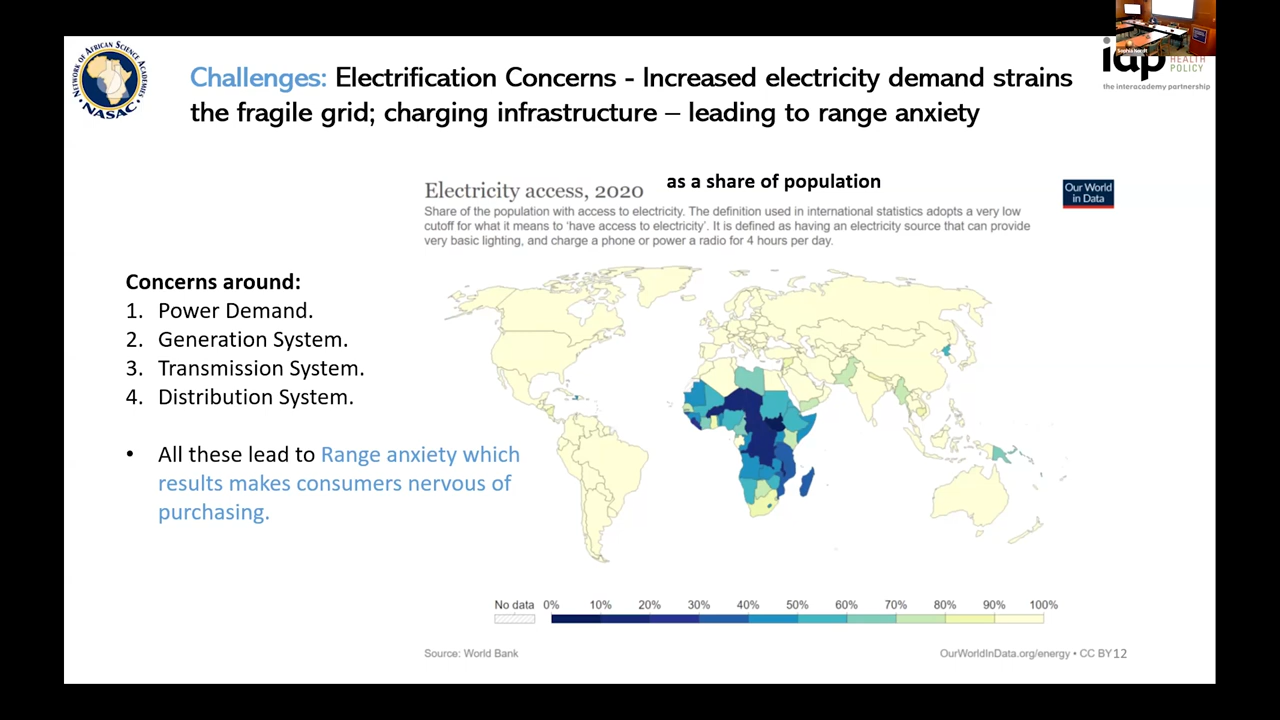 NETWORK OF AFRICAN SCIENCE ACADEMIES
NASAC
Challenges: Electrification Concerns - Increased electricity demand strains
the fragile grid; charging infrastructure – leading to range anxiety
iap HEALTH
POLICY
the interacademy partnership
Electricity access, 2020 as a share of population
Our World
in Data
Share of the population with access to electricity. The definition used in international statistics adopts a very low
cutoff for what it means to ‘have access to electricity’. It is defined as having an electricity source that can provide
very basic lighting, and charge a phone or power a radio for 4 hours per day.
Concerns around:
1. Power Demand.
2. Generation System.
3. Transmission System.
4. Distribution System.
• All these lead to Range anxiety which
results makes consumers nervous of
purchasing.
No data 0% 10% 20% 30% 40% 50% 60% 70% 80% 90% 100%
Source: World Bank
OurWorldInData.org/energy • CC BY 12